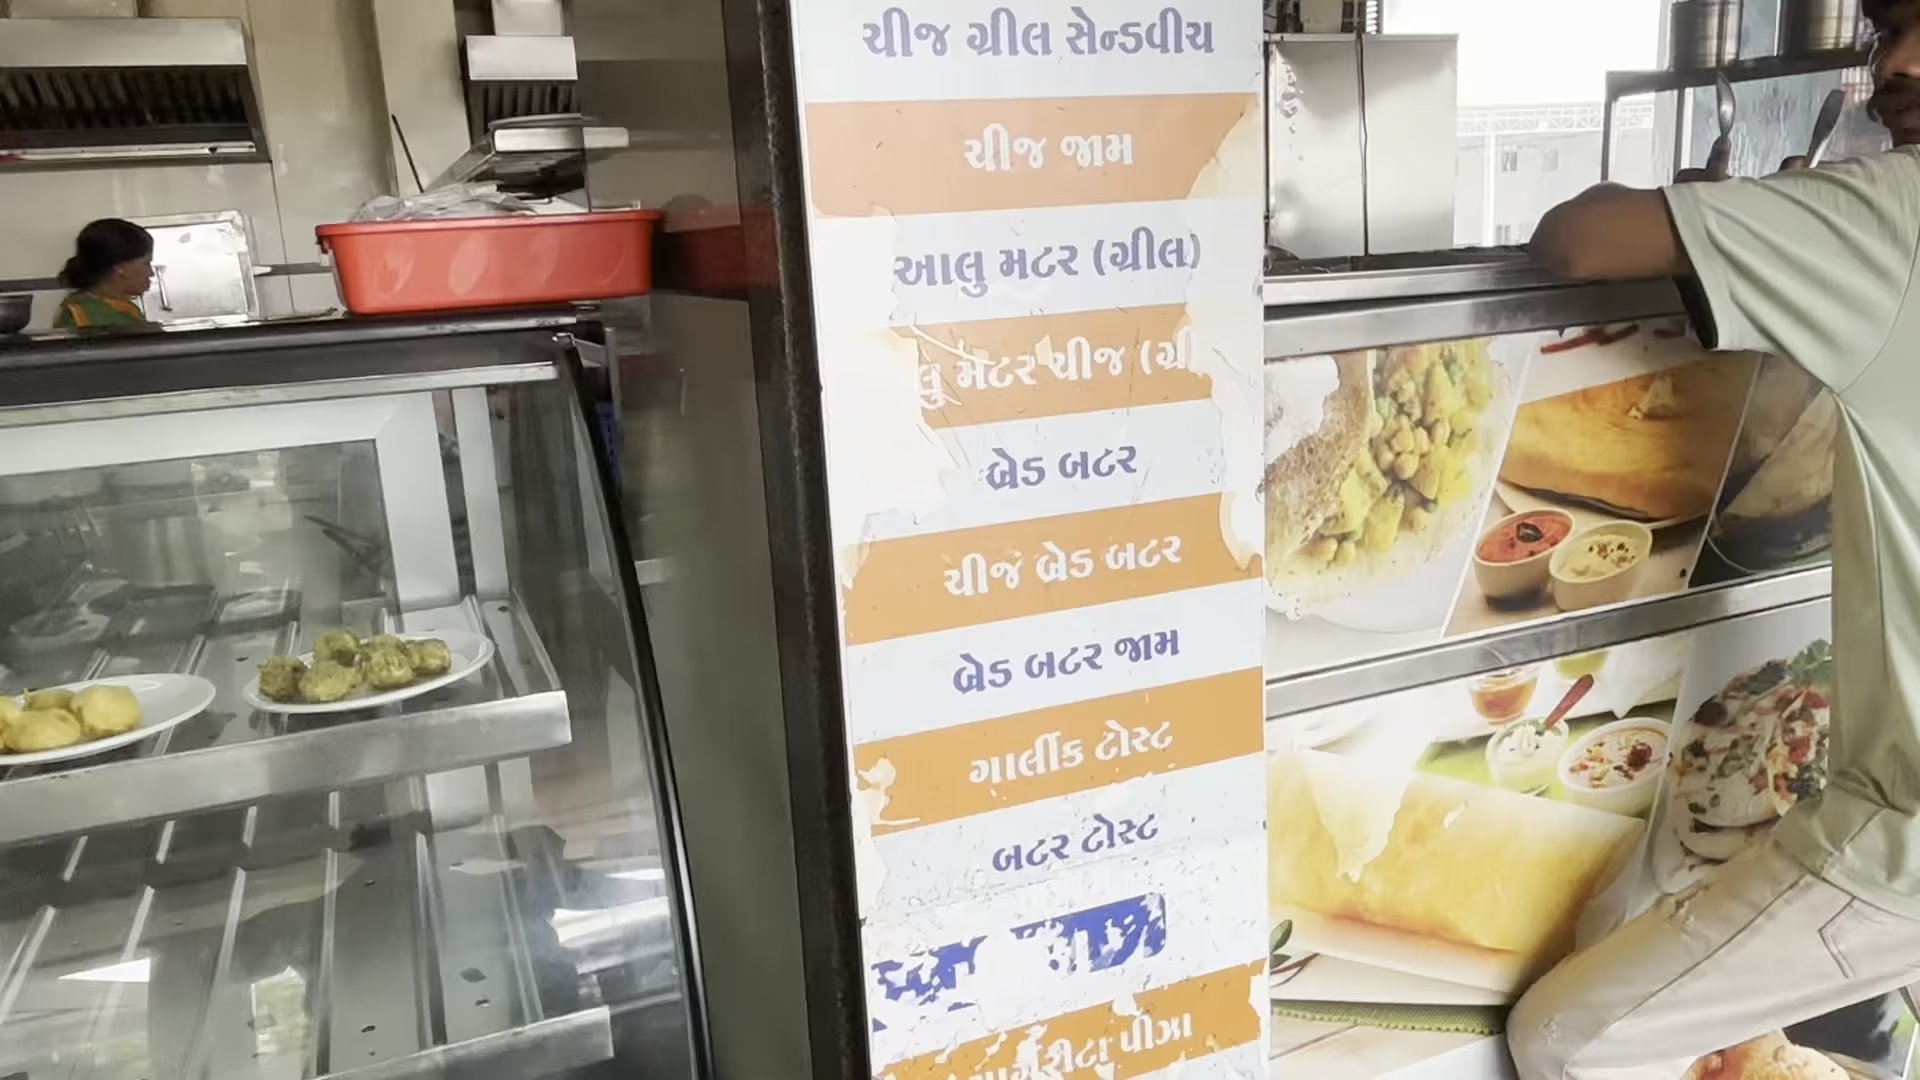 ચીજ ગ્રીલ સેન્ડવીચ
ચીજ જામ
આલુ મટર (ગ્રીલ)
મટર ચીજ
બ્રેડ બટર
ચીજ બ્રેડ બટર
બ્રેડ બટર જામ
ગાર્લીક ટોસ્ટ
બટર ટોસ્ટ
પીઝા